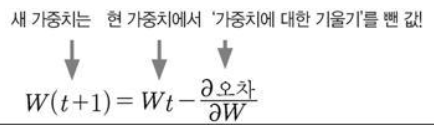 새 가중치는 현 가중치에서 '가중치에 대한 기울기'를 뺀 값!
W(t+1) = Wt - ∂오차/∂W